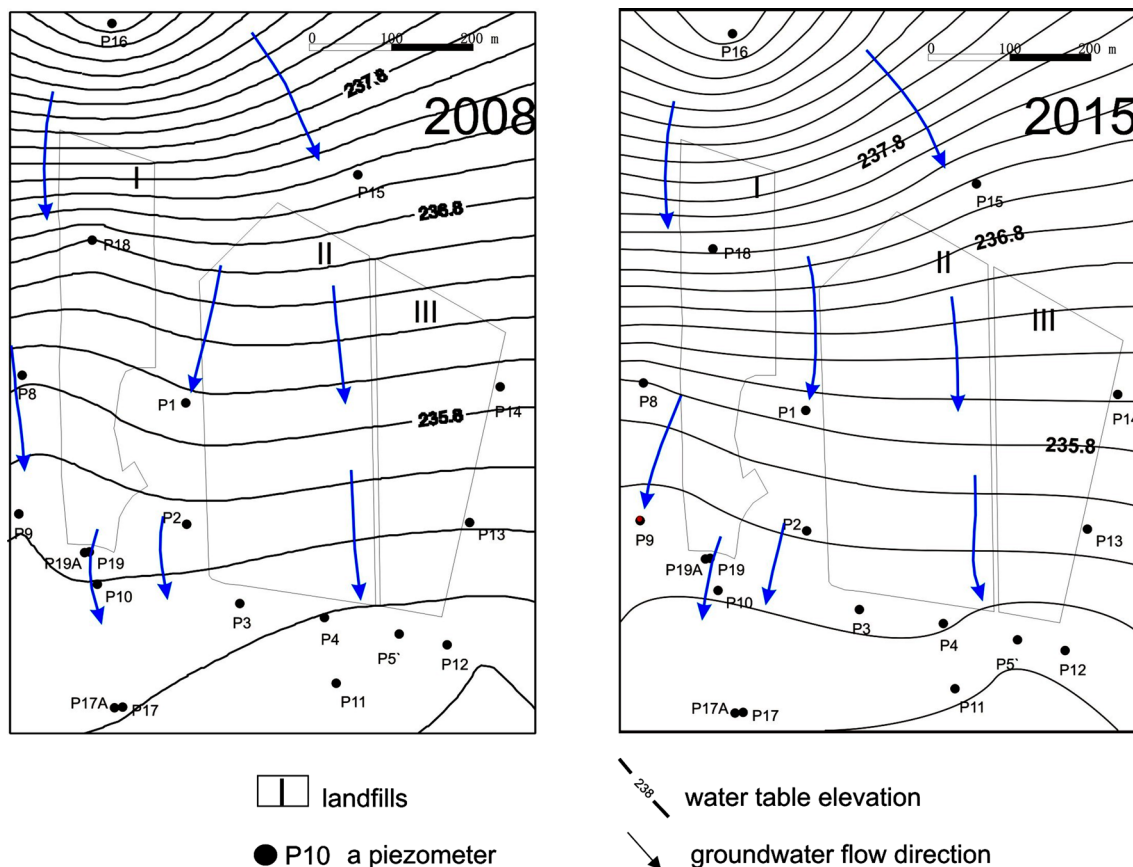 P16
0 100 200 m
237.8
2008
I
P15
236.8
P18
II
III
P8
P1
P14
235.8
P9
P2
P13
P19A P19
P10
P3
P4
P5`
P12
P11
P17A P17
P16
0 100 200 m
237.8
2015
I
P15
236.8
P18
II
III
P8
P1
P14
235.8
P9
P2
P13
P19A P19
P10
P3
P4
P5`
P12
P11
P17A P17
I landfills
238 water table elevation
P10 a piezometer
groundwater flow direction